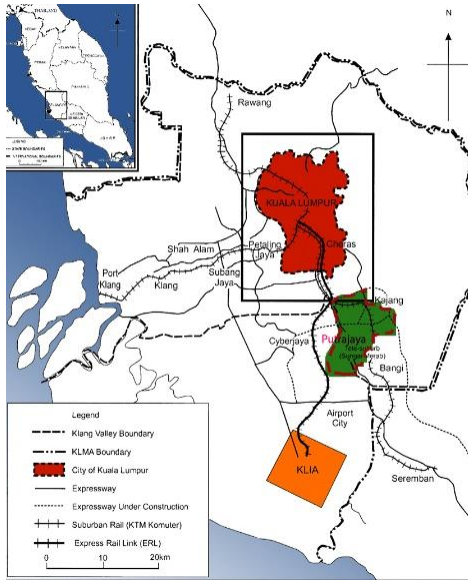 THAILAND
N
Rawang
KUALA LUMPUR
Cheras
Shah Alam
Petaling
Jaya
Subang
Jaya
Port
Klang
Klang
Kajang
Putrajaya
Cyberjaya
Bangi
Airport
City
KLIA
Seremban
Legend
Klang Valley Boundary
KLMA Boundary
City of Kuala Lumpur
Expressway
Expressway Under Construction
Suburban Rail (KTM Komuter)
Express Rail Link (ERL)
0 10 20km